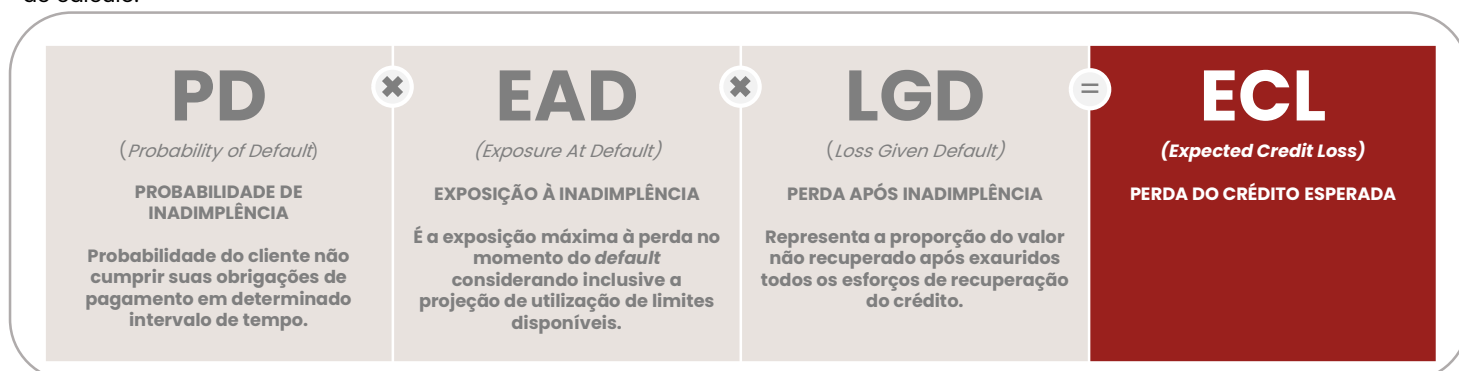 de cálculo.
PD
(Probability of Default)
PROBABILIDADE DE
INADIMPLÊNCIA
Probabilidade do cliente não
cumprir suas obrigações de
pagamento em determinado
intervalo de tempo.
✖
EAD
(Exposure At Default)
EXPOSIÇÃO À INADIMPLÊNCIA
É a exposição máxima à perda no
momento do default
considerando inclusive a
projeção de utilização de limites
disponíveis.
✖
LGD
(Loss Given Default)
PERDA APÓS INADIMPLÊNCIA
Representa a proporção do valor
não recuperado após exauridos
todos os esforços de recuperação
do crédito.
=
ECL
(Expected Credit Loss)
PERDA DO CRÉDITO ESPERADA